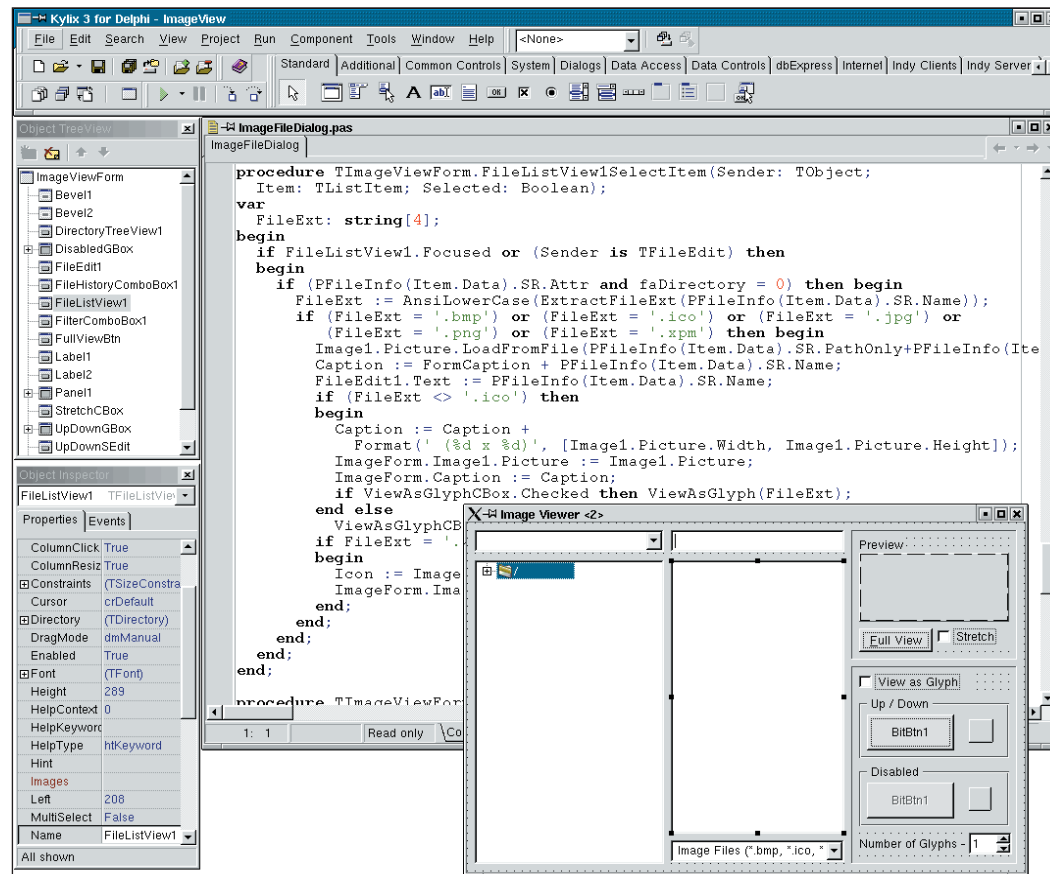 Kylix 3 for Delphi - ImageView
File Edit Search View Project Run Component Tools Window Help <None>
Standard Additional Common Controls System Dialogs Data Access Data Controls dbExpress Internet Indy Clients Indy Server
Object TreeView
ImageViewForm
Bevel1
Bevel2
DirectoryTreeView1
DisabledGBox
FileEdit1
FileHistoryComboBox1
FileListView1
FilterComboBox1
FullViewBtn
Label1
Label2
Panel1
StretchCBox
UpDownGBox
UpDownSEdit
Object Inspector
FileListView1 TFileListView
Properties Events
ColumnClick True
ColumnResiz True
Constraints (TSizeConstra
Cursor crDefault
Directory (TDirectory)
DragMode dmManual
Enabled True
Font (TFont)
Height 289
HelpContext 0
HelpKeyword
HelpType htKeyword
Hint
Images
Left 208
MultiSelect False
Name FileListView1
All shown
ImageFileDialog.pas
ImageFileDialog
procedure TImageViewForm.FileListView1SelectItem(Sender: TObject;
Item: TListItem; Selected: Boolean);
var
FileExt: string[4];
begin
if FileListView1.Focused or (Sender is TFileEdit) then
begin
if (PFileInfo(Item.Data).SR.Attr and faDirectory = 0) then begin
FileExt := AnsiLowerCase(ExtractFileExt(PFileInfo(Item.Data).SR.Name));
if (FileExt = '.bmp') or (FileExt = '.ico') or (FileExt = '.jpg') or
(FileExt = '.png') or (FileExt = '.xpm') then begin
Image1.Picture.LoadFromFile(PFileInfo(Item.Data).SR.PathOnly+PFileInfo(Ite
Caption := FormCaption + PFileInfo(Item.Data).SR.Name;
FileEdit1.Text := PFileInfo(Item.Data).SR.Name;
if (FileExt <> '.ico') then
begin
Caption := Caption +
Format(' (%d x %d)', [Image1.Picture.Width, Image1.Picture.Height]);
ImageForm.Image1.Picture := Image1.Picture;
ImageForm.Caption := Caption;
if ViewAsGlyphCBox.Checked then ViewAsGlyph(FileExt);
end else
ViewAsGlyphCB
if FileExt = '.
begin
Icon := Image
ImageForm.Ima
end;
end;
end;
end;
end;
procedure TImageViewFor
1: 1 Read only \Co
Image Viewer <2>
/
Image Files (*.bmp, *.ico, *
Preview
Full View Stretch
View as Glyph
Up / Down
BitBtn1
Disabled
BitBtn1
Number of Glyphs - 1